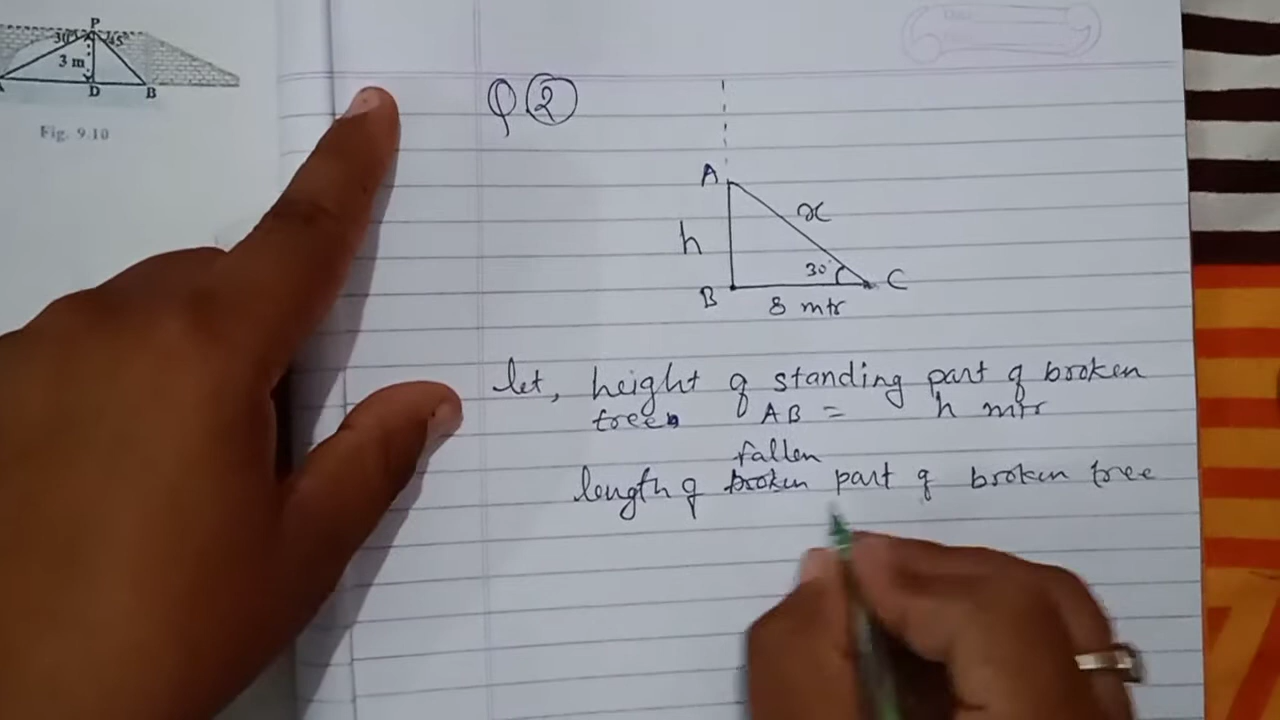 P
30° 45°
3 m
D B
Fig. 9.10
Q 2
A
x
h
30°
B C
8 mtr
let, height of standing part of broken
tree AB = h mtr
fallen
length of broken part of broken tree